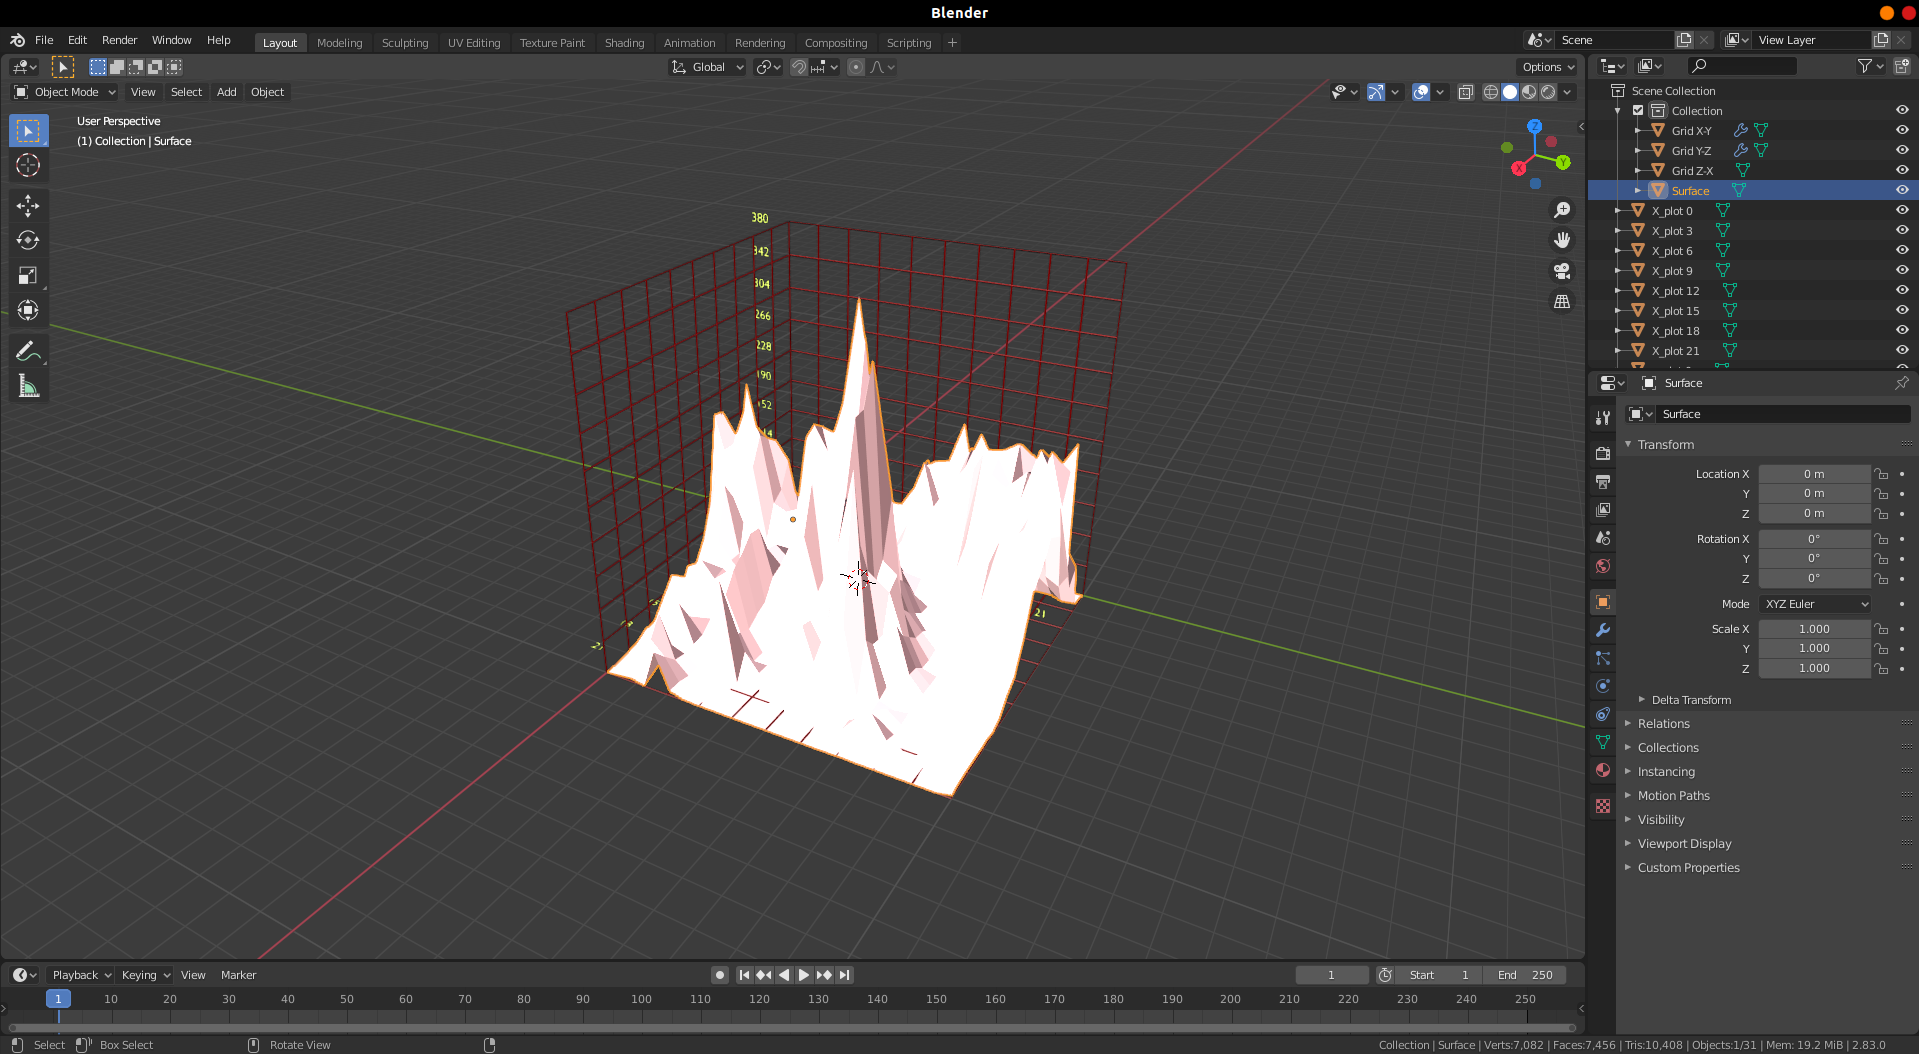 Blender
File Edit Render Window Help Layout Modeling Sculpting UV Editing Texture Paint Shading Animation Rendering Compositing Scripting + Scene View Layer
Global Options
Object Mode View Select Add Object
User Perspective
(1) Collection | Surface
Z
Y
X
380
342
304
266
228
190
152
21
Scene Collection
Collection
Grid X-Y
Grid Y-Z
Grid Z-X
Surface
X_plot 0
X_plot 3
X_plot 6
X_plot 9
X_plot 12
X_plot 15
X_plot 18
X_plot 21
Surface
Surface
Transform
Location X 0 m
Y 0 m
Z 0 m
Rotation X 0°
Y 0°
Z 0°
Mode XYZ Euler
Scale X 1.000
Y 1.000
Z 1.000
Delta Transform
Relations
Collections
Instancing
Motion Paths
Visibility
Viewport Display
Custom Properties
Playback Keying View Marker 1 Start 1 End 250
1 10 20 30 40 50 60 70 80 90 100 110 120 130 140 150 160 170 180 190 200 210 220 230 240 250
Select Box Select Rotate View Collection | Surface | Verts:7,082 | Faces:7,456 | Tris:10,408 | Objects:1/31 | Mem: 19.2 MiB | 2.83.0